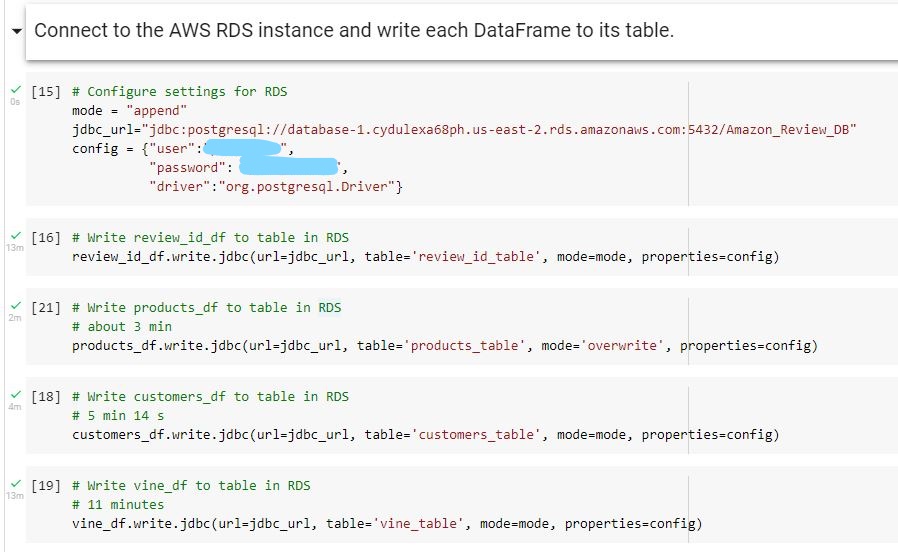 Connect to the AWS RDS instance and write each DataFrame to its table.
[15] # Configure settings for RDS
0s
mode = "append"
jdbc_url="jdbc:postgresql://database-1.cydulexa68ph.us-east-2.rds.amazonaws.com:5432/Amazon_Review_DB"
config = {"user":" ",
"password": ",
"driver":"org.postgresql.Driver"}
[16] # Write review_id_df to table in RDS
13m
review_id_df.write.jdbc(url=jdbc_url, table='review_id_table', mode=mode, properties=config)
[21] # Write products_df to table in RDS
2m
# about 3 min
products_df.write.jdbc(url=jdbc_url, table='products_table', mode='overwrite', properties=config)
[18] # Write customers_df to table in RDS
4m
# 5 min 14 s
customers_df.write.jdbc(url=jdbc_url, table='customers_table', mode=mode, properties=config)
[19] # Write vine_df to table in RDS
13m
# 11 minutes
vine_df.write.jdbc(url=jdbc_url, table='vine_table', mode=mode, properties=config)